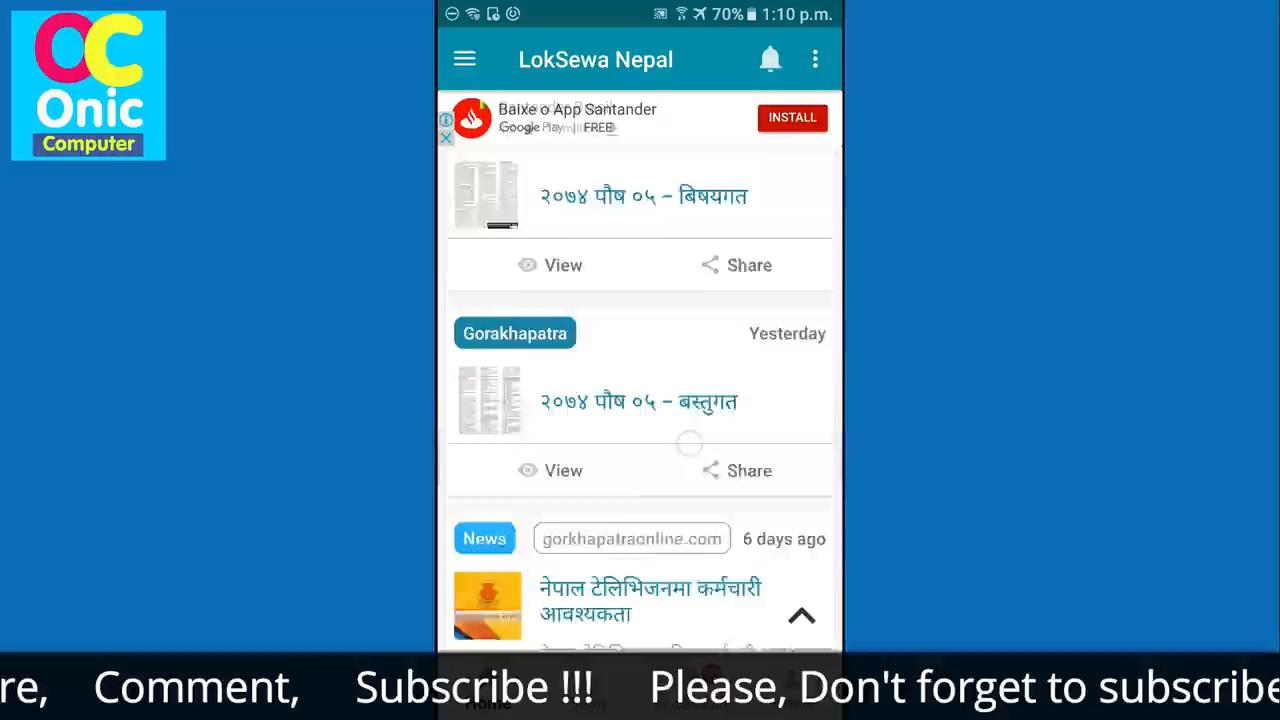 OC
Onic
Computer
70% 1:10 p.m.
LokSewa Nepal
Baixe o App Santander
Google Play | FREE
INSTALL
२०७४ पौष ०५ – बिषयगत
View
Share
Gorakhapatra
Yesterday
२०७४ पौष ०५ – बस्तुगत
View
Share
News
gorkhapatraonline.com
6 days ago
नेपाल टेलिभिजनमा कर्मचारी
आवश्यकता
re, Comment, Subscribe !!! Please, Don't forget to subscribe
Home